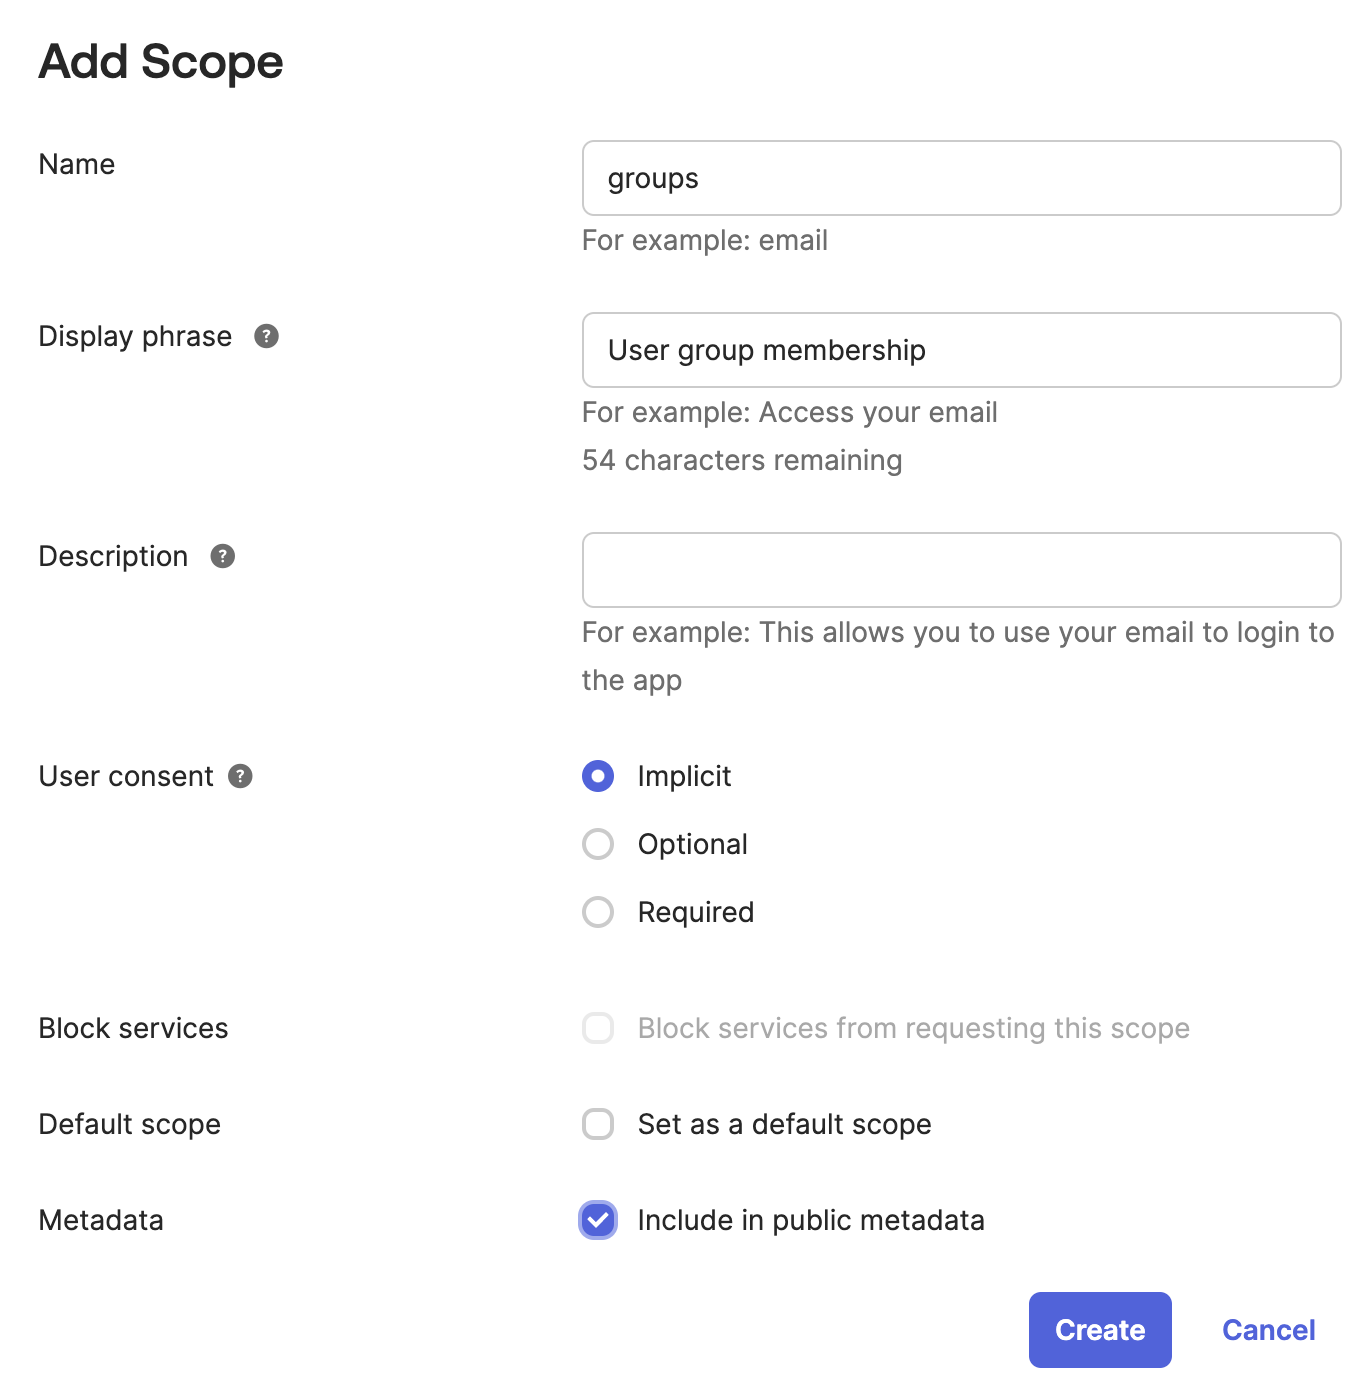 Add Scope
Name
groups
For example: email
Display phrase ?
User group membership
For example: Access your email
54 characters remaining
Description ?
For example: This allows you to use your email to login to
the app
User consent ?
Implicit
Optional
Required
Block services
Block services from requesting this scope
Default scope
Set as a default scope
Metadata
Include in public metadata
Create
Cancel